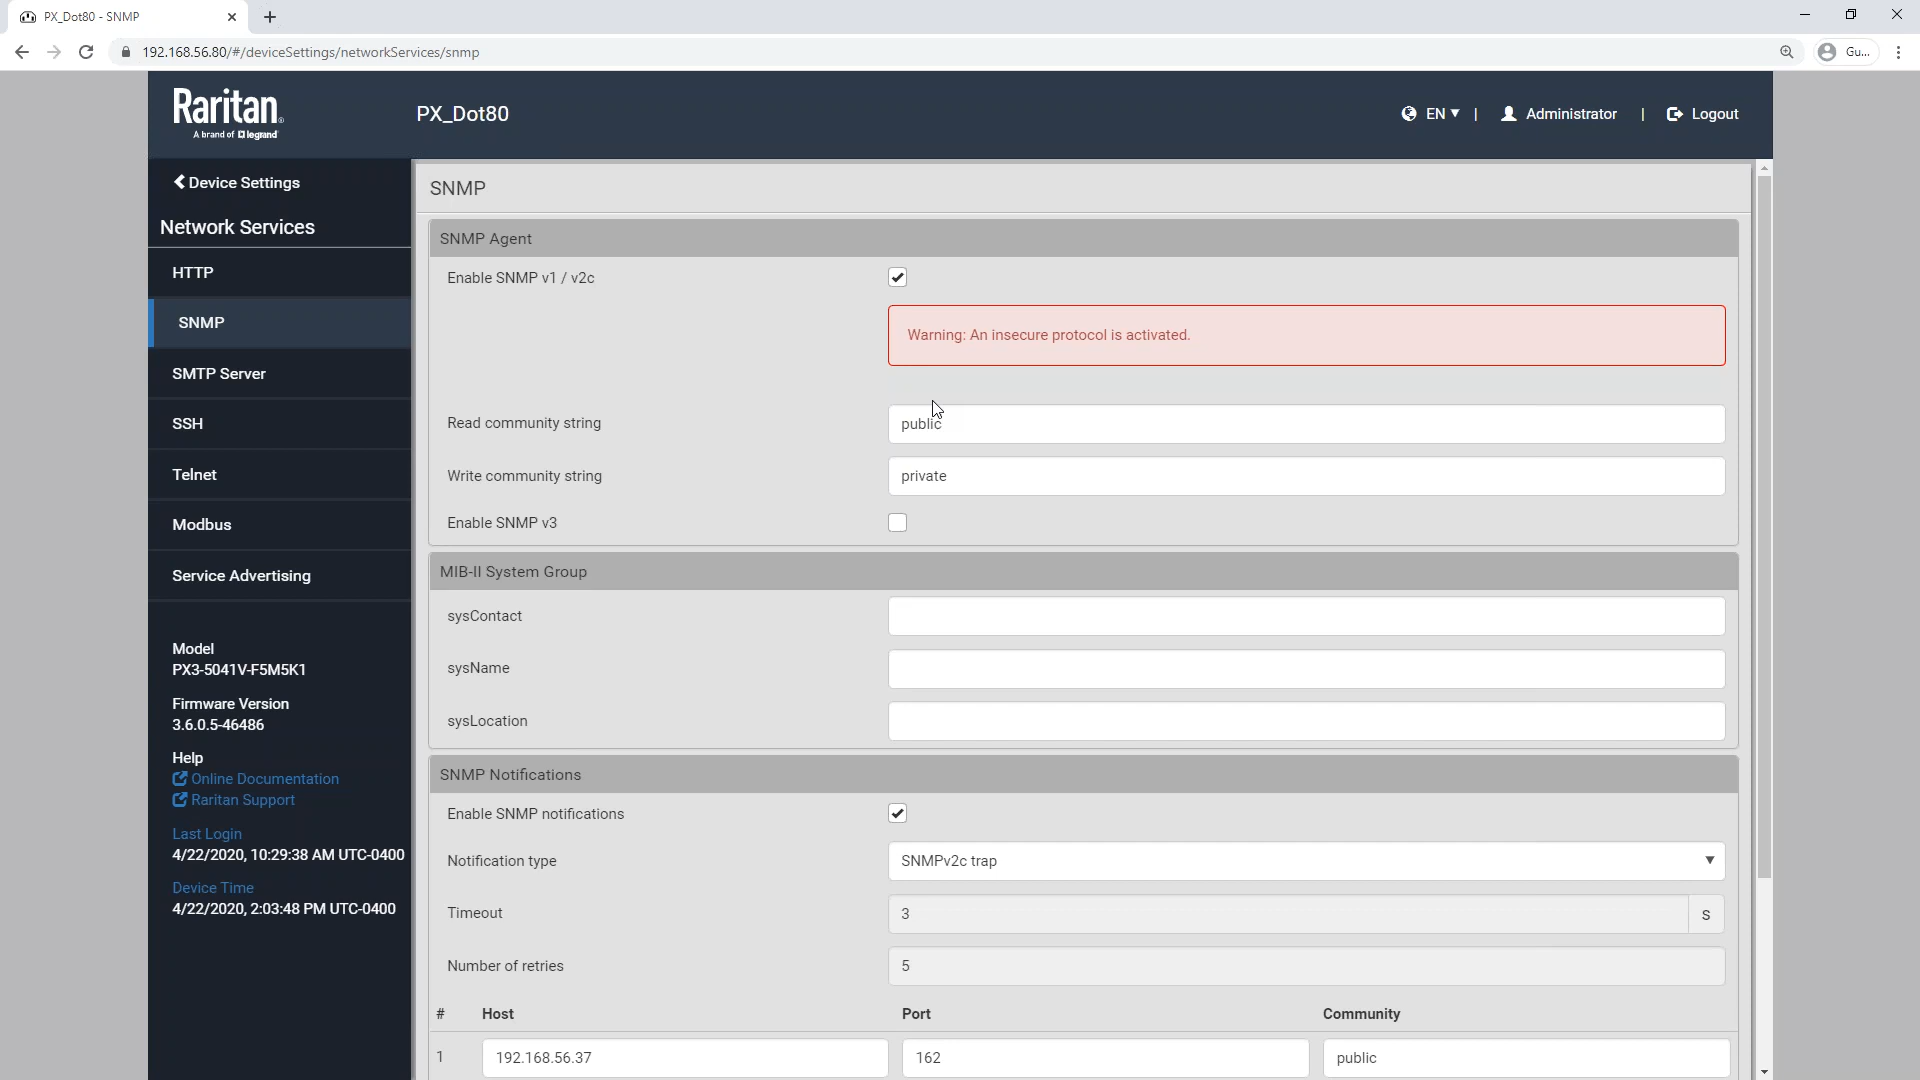 PX_Dot80 - SNMP
192.168.56.80/#/deviceSettings/networkServices/snmp
Gu...
Raritan.
A brand of legrand
PX_Dot80
EN
Administrator
Logout
Device Settings
Network Services
HTTP
SNMP
SMTP Server
SSH
Telnet
Modbus
Service Advertising
Model
PX3-5041V-F5M5K1
Firmware Version
3.6.0.5-46486
Help
Online Documentation
Raritan Support
Last Login
4/22/2020, 10:29:38 AM UTC-0400
Device Time
4/22/2020, 2:03:48 PM UTC-0400
SNMP
SNMP Agent
Enable SNMP v1 / v2c
Warning: An insecure protocol is activated.
Read community string
public
Write community string
private
Enable SNMP v3
MIB-II System Group
sysContact
sysName
sysLocation
SNMP Notifications
Enable SNMP notifications
Notification type
SNMPv2c trap
Timeout
3
s
Number of retries
5
# Host Port Community
1 192.168.56.37 162 public